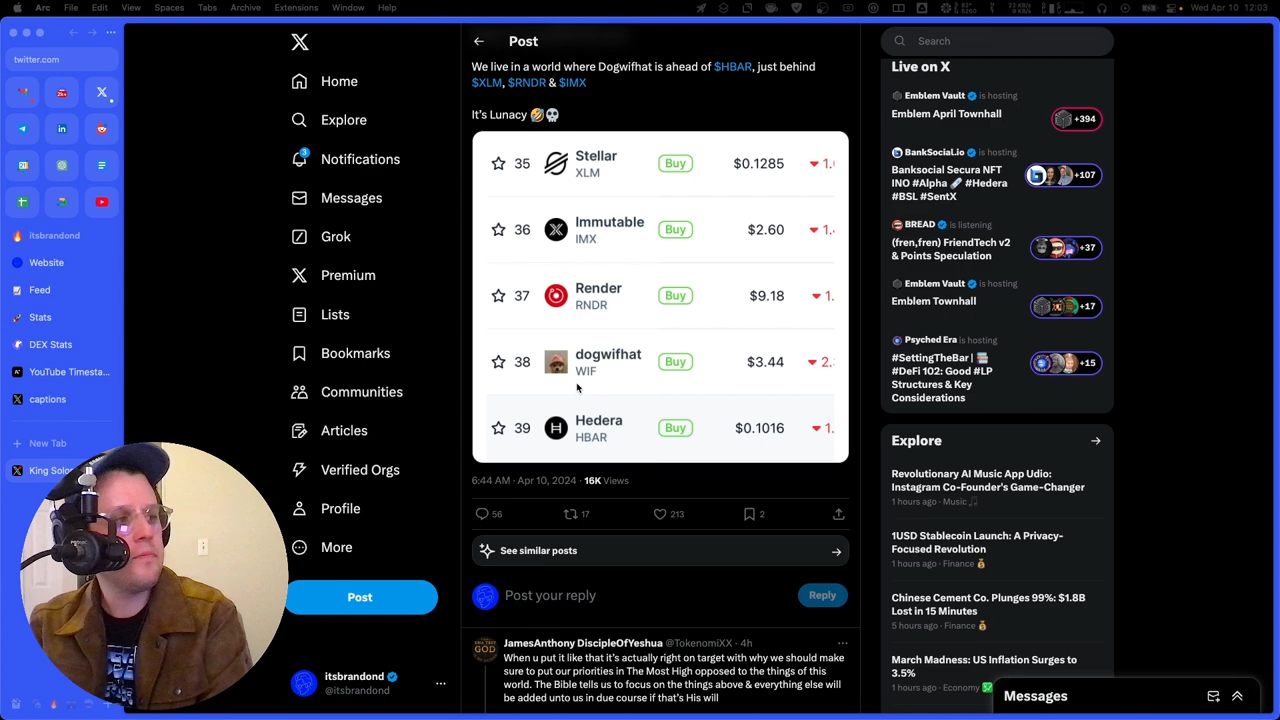 Arc File Edit View Spaces Tabs Archive Extensions Window Help
Wed Apr 10 12:03
twitter.com
itsbrandond
Website
Feed
Stats
DEX Stats
YouTube Timesta...
captions
New Tab
King Solo
Home
Explore
3
Notifications
Messages
Grok
Premium
Lists
Bookmarks
Communities
Articles
Verified Orgs
Profile
More
Post
itsbrandond
@itsbrandond
Post
We live in a world where Dogwifhat is ahead of $HBAR, just behind
$XLM, $RNDR & $IMX
It's Lunacy 🤣💀
35 Stellar XLM Buy $0.1285
36 Immutable IMX Buy $2.60
37 Render RNDR Buy $9.18
38 dogwifhat WIF Buy $3.44
39 Hedera HBAR Buy $0.1016
6:44 AM · Apr 10, 2024 · 16K Views
56 17 213 2
See similar posts
Post your reply
Reply
JamesAnthony DiscipleOfYeshua @TokenomiXX · 4h
When u put it like that it's actually right on target with why we should make
sure to put our priorities in The Most High opposed to the things of this
world. The Bible tells us to focus on the things above & everything else will
be added unto us in due course if that's His will
Search
Live on X
Emblem Vault is hosting
Emblem April Townhall
+394
BankSocial.io is hosting
Banksocial Secura NFT
INO #Alpha 🚀 #Hedera
#BSL #SentX
+107
BREAD is listening
(fren,fren) FriendTech v2
& Points Speculation
+37
Emblem Vault is hosting
Emblem Townhall
+17
Psyched Era is hosting
#SettingTheBar| 📚
#DeFi 102: Good #LP
Structures & Key
Considerations
+15
Explore
Revolutionary AI Music App Udio:
Instagram Co-Founder's Game-Changer
1 hours ago · Music 🎵
1USD Stablecoin Launch: A Privacy-
Focused Revolution
1 hours ago · Finance 💰
Chinese Cement Co. Plunges 99%: $1.8B
Lost in 15 Minutes
5 hours ago · Finance 💰
March Madness: US Inflation Surges to
3.5%
1 hours ago · Economy
Messages